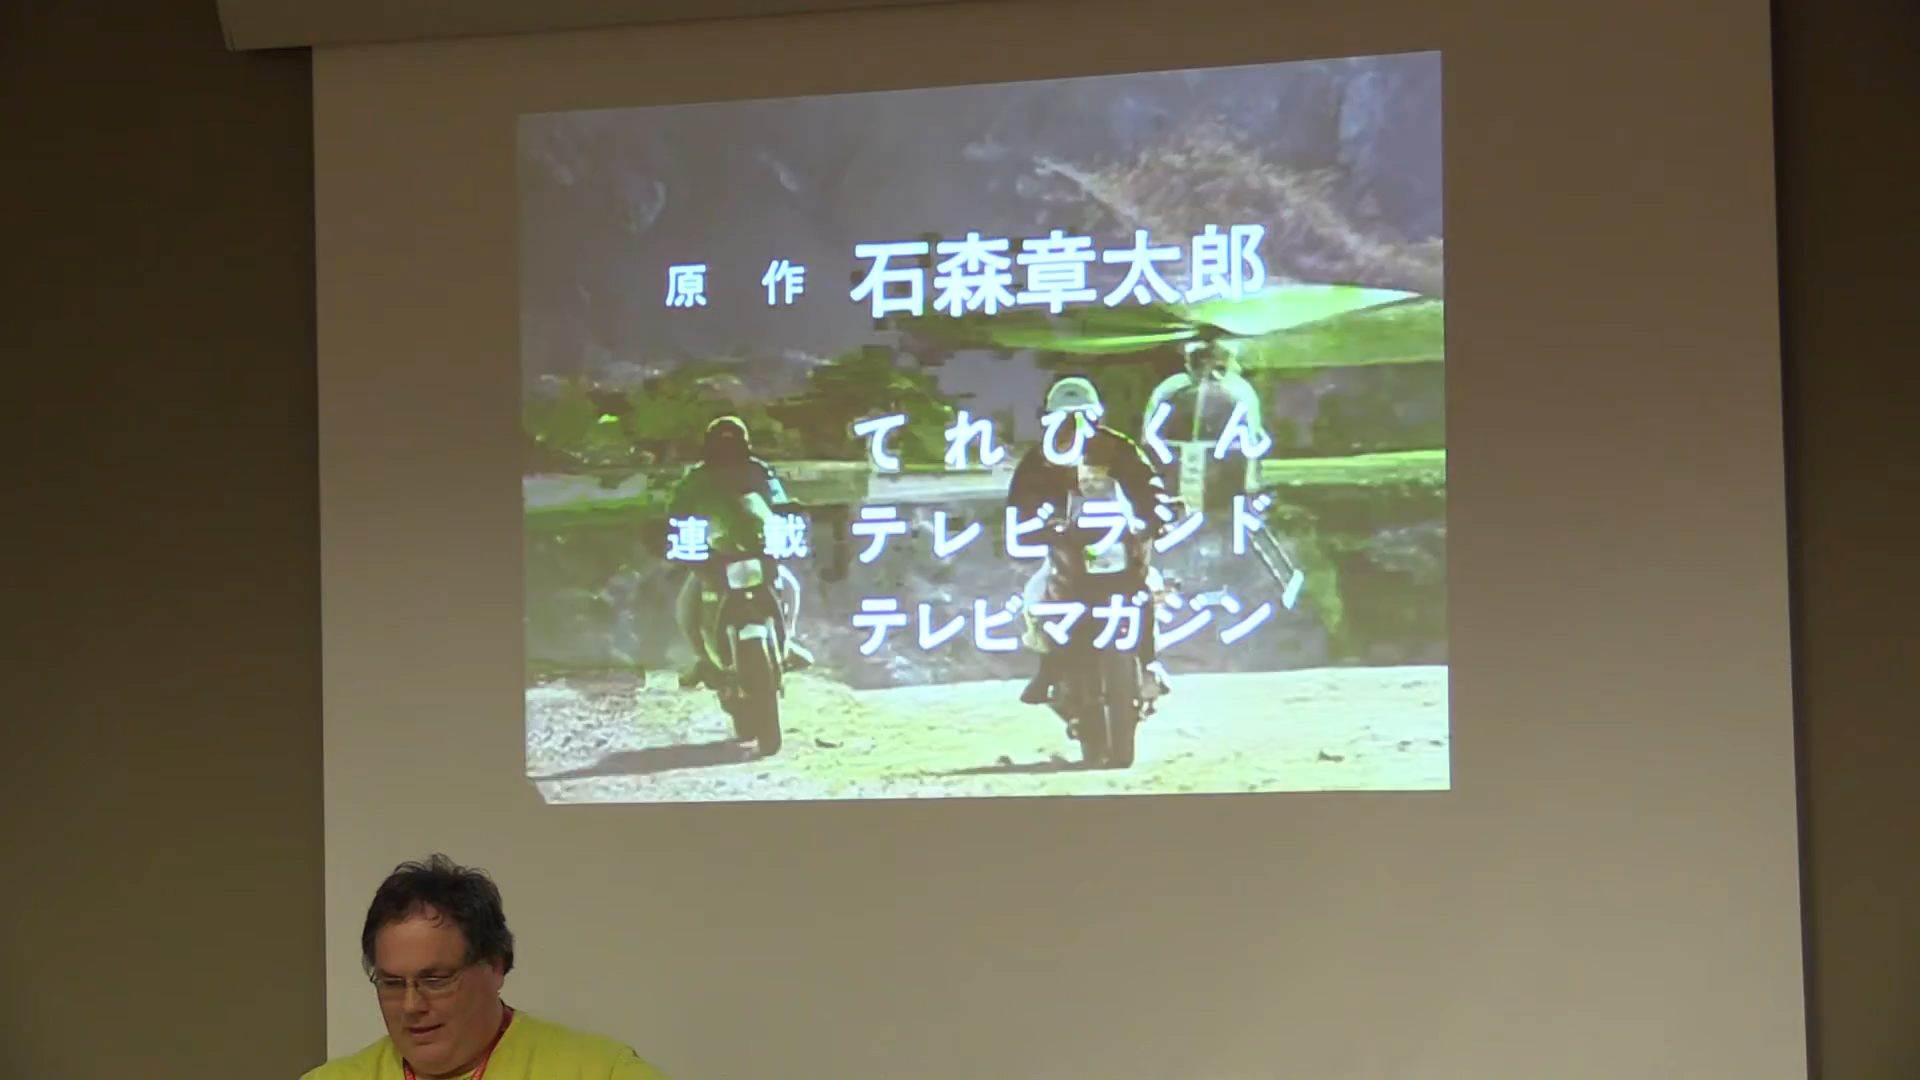 原 作 石森章太郎
てれびくん
連 載 テレビランド
テレビマガジン